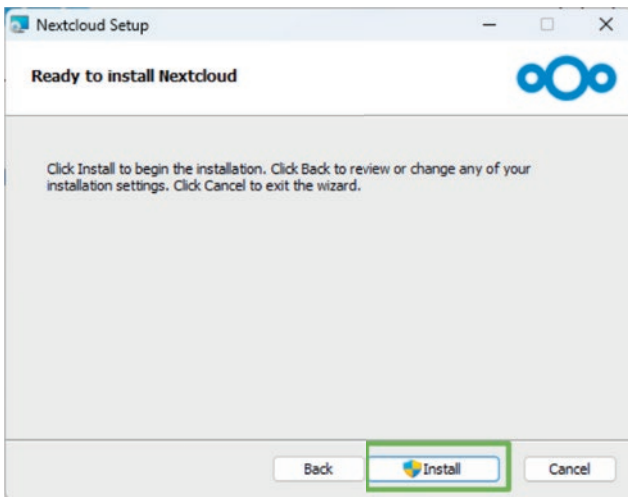 Nextcloud Setup
Ready to install Nextcloud
Click Install to begin the installation. Click Back to review or change any of your
installation settings. Click Cancel to exit the wizard.
Back
Install
Cancel